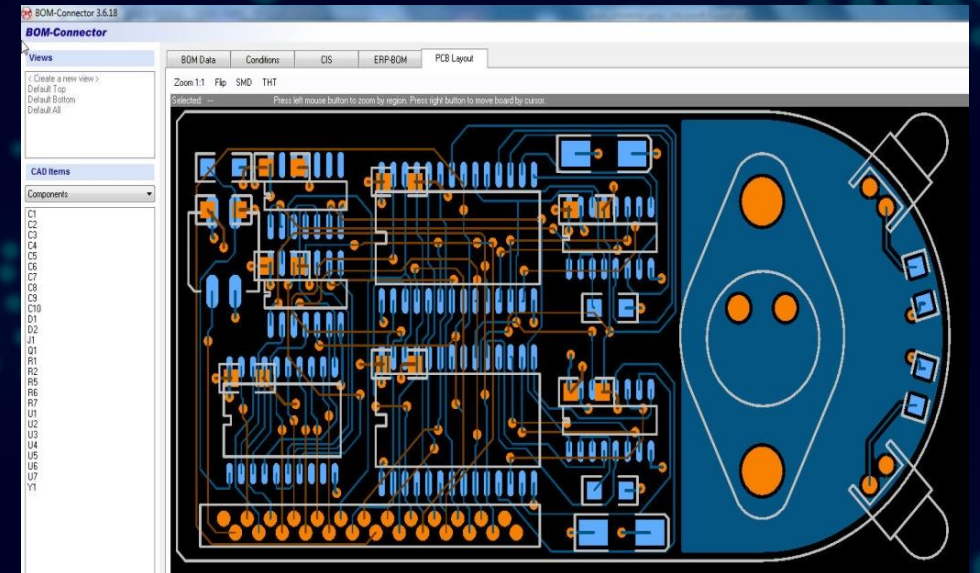 BOM-Connector 3.6.18
BOM-Connector
Views
< Create a new view >
Default Top
Default Bottom
Default All
CAD Items
Components
C1
C2
C3
C4
C5
C6
C7
C8
C9
C10
D1
D2
J1
Q1
R1
R2
R5
R6
R7
U1
U2
U3
U4
U5
U6
U7
Y1
BOM Data Conditions CIS ERP-BOM PCB Layout
Zoom 1:1 Flip SMD THT
Selected: -- Press left mouse button to zoom by region. Press right button to move board by cursor.